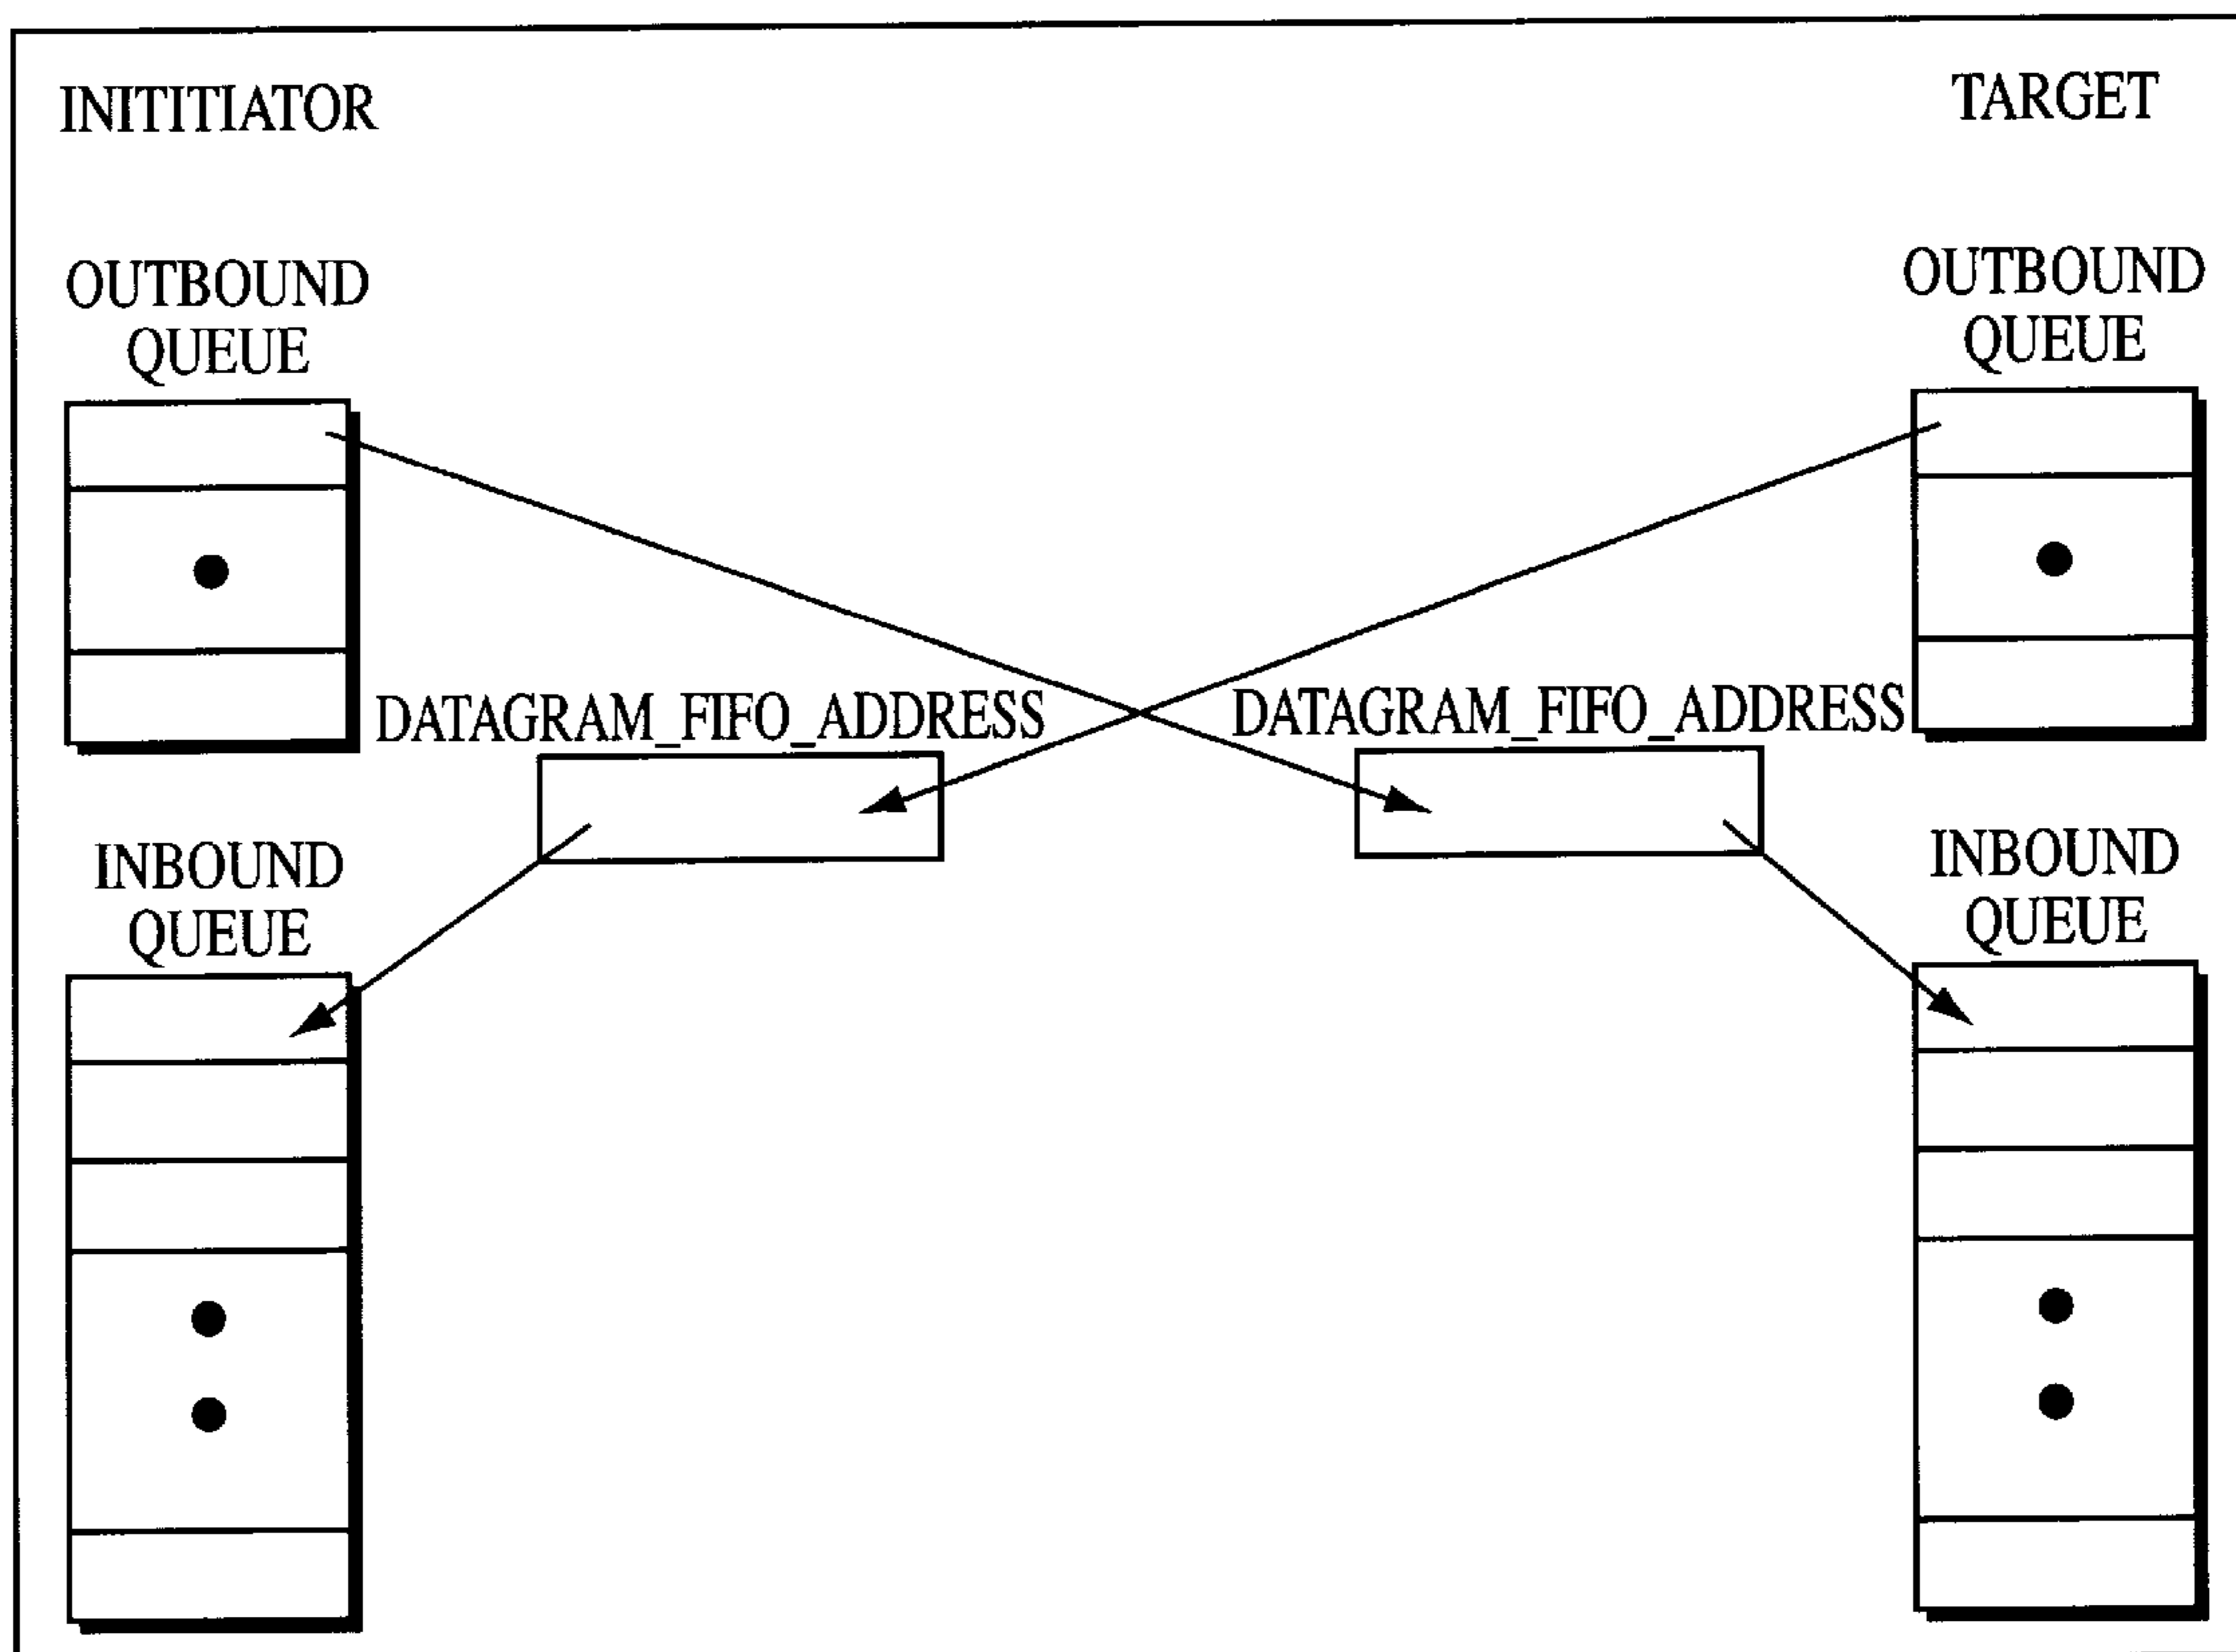 INITITIATOR
TARGET
OUTBOUND
QUEUE
OUTBOUND
QUEUE
DATAGRAM_FIFO_ADDRESS
DATAGRAM_FIFO_ADDRESS
INBOUND
QUEUE
INBOUND
QUEUE